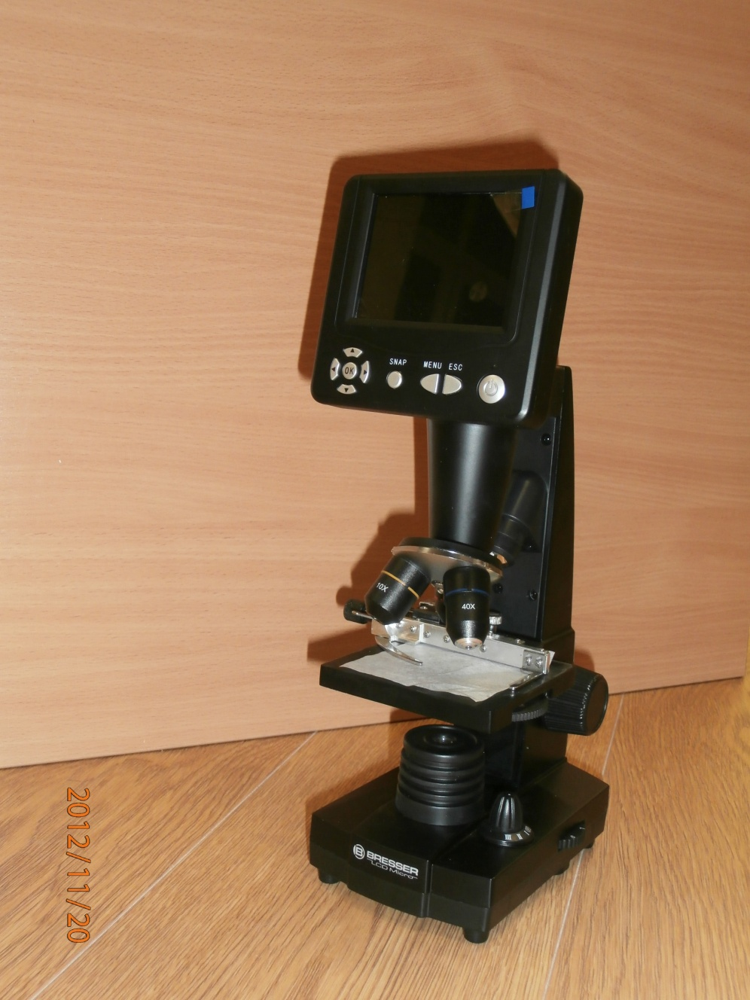 SNAP
MENU ESC
OK
10X
40X
BRESSER
LCD Micro
2012/11/20